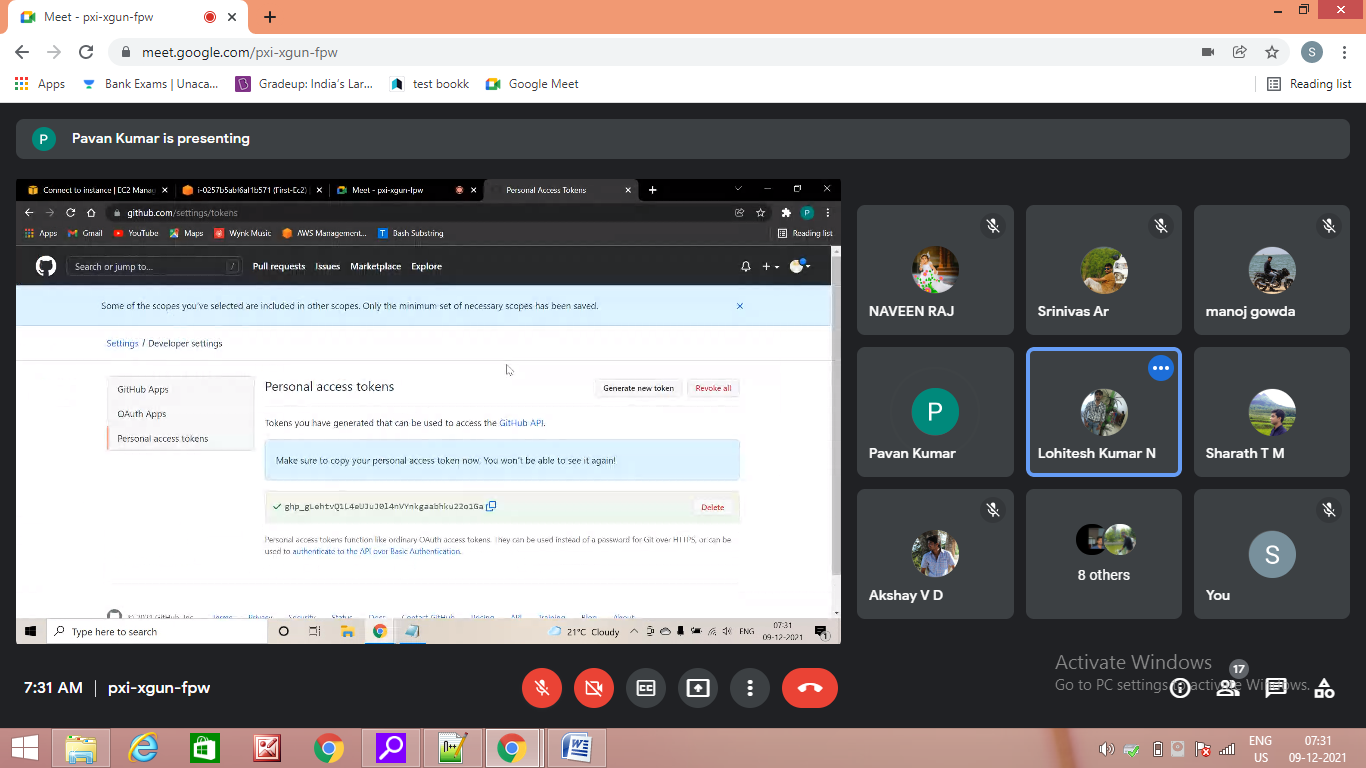 Meet - pxi-xgun-fpw
meet.google.com/pxi-xgun-fpw
S
Apps
Bank Exams | Unaca...
Gradeup: India's Lar...
test bookk
Google Meet
Reading list
P
Pavan Kumar is presenting
Connect to instance | EC2 Mana
(First-Ec2)
Meet - pxi-xgun-fpw
Personal Access Tokens
github.com/settings/tokens
P
Apps
Gmail
YouTube
Maps
Wynk Music
AWS Management...
Bash Substring
Reading list
Search or jump to...
/
Pull requests
Issues
Marketplace
Explore
Some of the scopes you've selected are included in other scopes. Only the minimum set of necessary scopes has been saved.
Settings / Developer settings
GitHub Apps
OAuth Apps
Personal access tokens
Personal access tokens
Generate new token
Revoke all
Tokens you have generated that can be used to access the GitHub API.
Make sure to copy your personal access token now. You won't be able to see it again!
Delete
Personal access tokens function like ordinary OAuth access tokens. They can be used instead of a password for Git over HTTPS, or can be
used to authenticate to the API over Basic Authentication.
Type here to search
21°C Cloudy
ENG
07:31
09-12-2021
1
NAVEEN RAJ
Srinivas Ar
manoj gowda
P
Pavan Kumar
Lohitesh Kumar N
Sharath T M
Akshay V D
8 others
S
You
7:31 AM | pxi-xgun-fpw
Activate Windows
Go to PC settings to activate Windows.
17
N++
ENG
US
07:31
09-12-2021